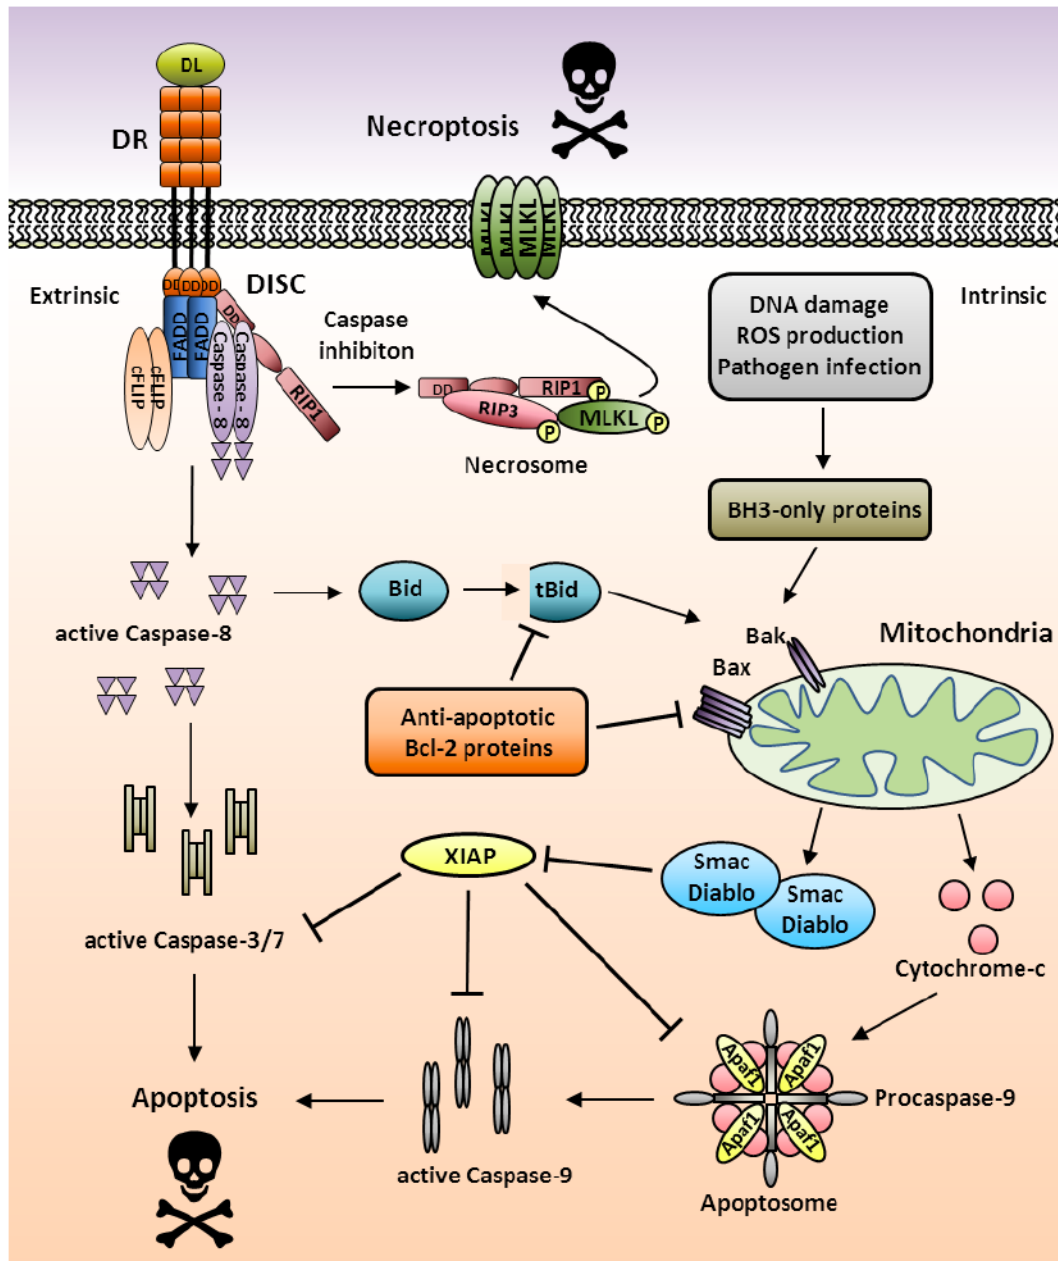 DL
DR
Necroptosis
MLKL
MLKL
MLKL
MLKL
Extrinsic
DD
DD
DD
DISC
FADD
FADD
DD
cFLIP
cFLIP
Caspase - 8
Caspase - 8
RIP1
Caspase
inhibiton
DD
RIP1
P
RIP3
P
MLKL
P
Necrosome
DNA damage
ROS production
Pathogen infection
Intrinsic
BH3-only proteins
active Caspase-8
Bid
tBid
Bak
Bax
Mitochondria
Anti-apoptotic
Bcl-2 proteins
XIAP
Smac
Diablo
Smac
Diablo
Cytochrome-c
active Caspase-3/7
Apoptosis
active Caspase-9
Apaf1
Apaf1
Apaf1
Apaf1
Procaspase-9
Apoptosome